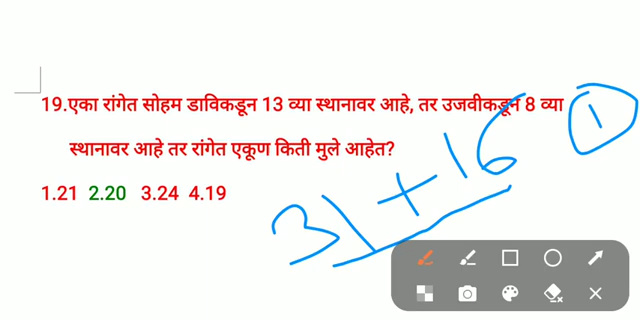 19.एका रांगेत सोहम डाविकडून 13 व्या स्थानावर आहे, तर उजवीकडून 8 व्या
स्थानावर आहे तर रांगेत एकूण किती मुले आहेत?
1.21 2.20 3.24 4.19
31+16
1